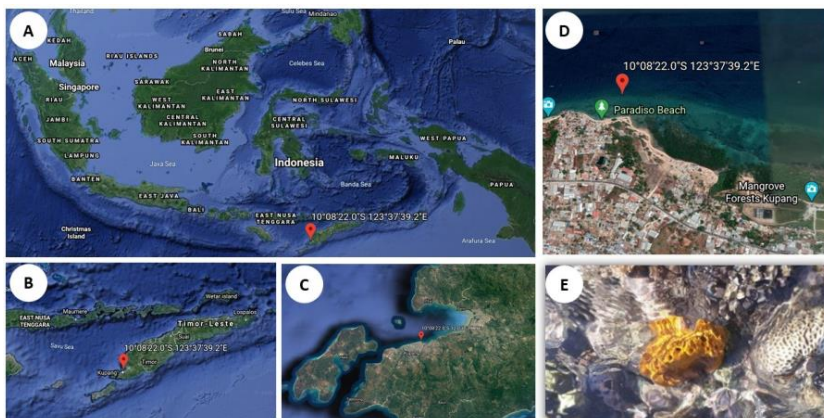 A
Thailand
Sulu Sea
Mindanao
KEDAH
ACEH
Malaysia
RIAU ISLANDS
Brunei
SABAH
Palau
NORTH
KALIMANTAN
Celebes Sea
Singapore
SARAWAK
EAST
KALIMANTAN
RIAU
WEST
KALIMANTAN
NORTH SULAWESI
JAMBI
CENTRAL
KALIMANTAN
CENTRAL
SULAWESI
WEST PAPUA
SOUTH SUMATRA
SOUTH
KALIMANTAN
LAMPUNG
Indonesia
MALUKU
BANTEN
Java Sea
Banda Sea
PAPUA
EAST JAVA
BALI
EAST NUSA
TENGGARA
10°08'22.0"S 123°37'39.2"E
Christmas
Island
Arafura Sea
B
Wetar Island
EAST NUSA
TENGGARA
Maumere
Lospalos
Timor-Leste
Suai
Savu Sea
10°08'22.0"S 123°37'39.2"E
Kupang
Timor
C
D
10°08'22.0"S 123°37'39.2"E
Paradiso Beach
Mangrove
Forests Kupang
E